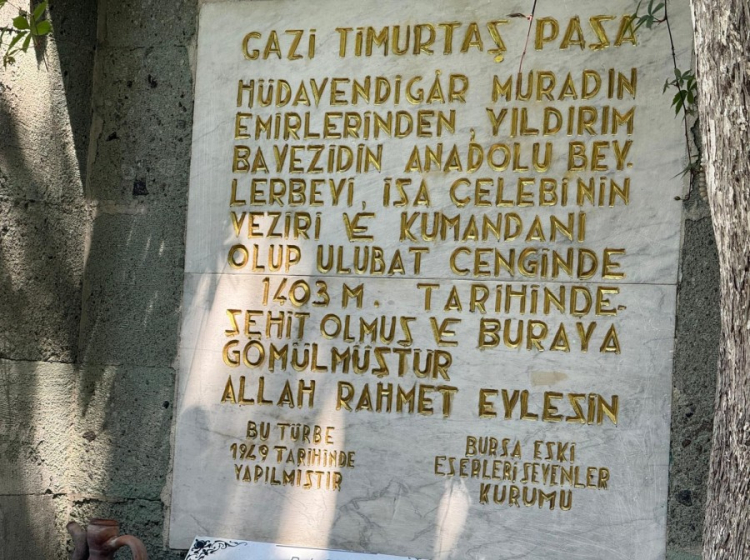 GAZİ TİMURTAŞ PAŞA
HÜDAVENDİGÂR MURADIN
EMİRLERİNDEN, YILDIRIM
BAYEZİDİN ANADOLU BEY-
LERBEYİ, İSA ÇELEBİNİN
VEZİRİ VE KUMANDANI
OLUP ULUBAT CENGİNDE
1403 M. TARİHİNDE-
ŞEHİT OLMUŞ VE BURAYA
GÖMÜLMÜŞTÜR
ALLAH RAHMET EYLESİN
BU TÜRBE
1949 TARİHİNDE
YAPILMIŞTIR
BURSA ESKİ
ESERLERİ SEVENLER
KURUMU